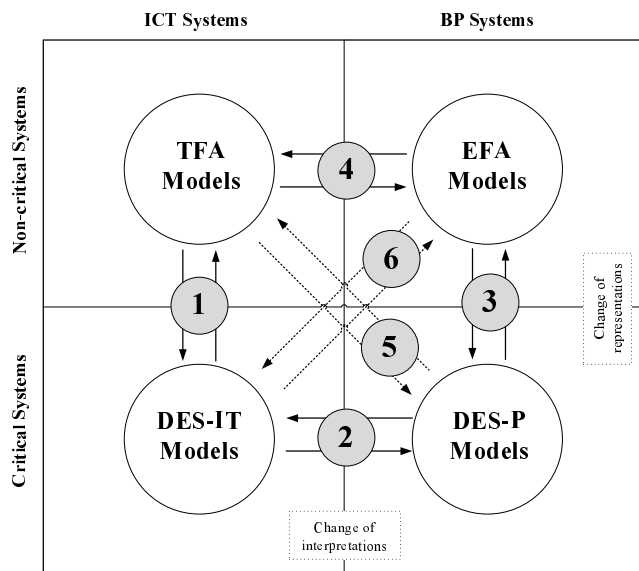 ICT Systems
BP Systems
Non-critical Systems
TFA
Models
4
EFA
Models
6
1
3
Change of
representations
5
Critical Systems
DES-IT
Models
2
DES-P
Models
Change of
interpretations